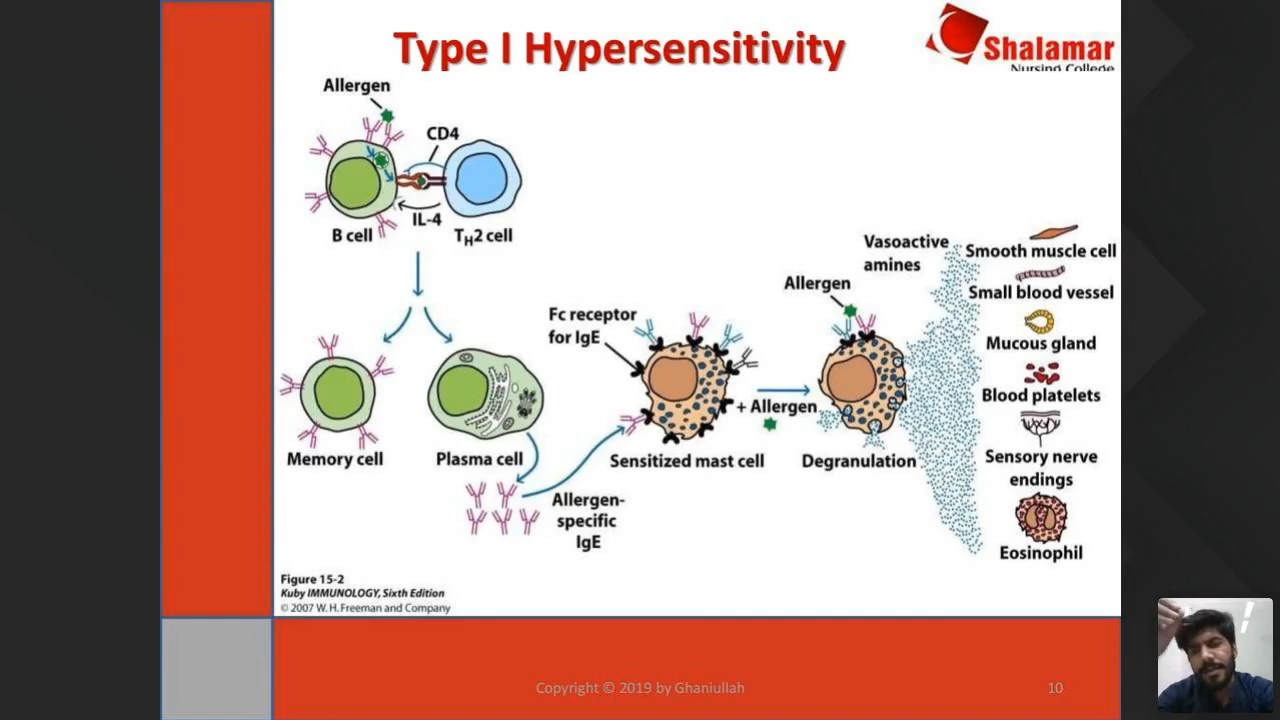 Type I Hypersensitivity
Shalamar
Nursing College
Allergen
CD4
IL-4
B cell
TH2 cell
Memory cell
Plasma cell
Allergen-
specific
IgE
Fc receptor
for IgE
Sensitized mast cell
+ Allergen
Allergen
Degranulation
Vasoactive
amines
Smooth muscle cell
Small blood vessel
Mucous gland
Blood platelets
Sensory nerve
endings
Eosinophil
Figure 15-2
Kuby IMMUNOLOGY, Sixth Edition
© 2007 W. H. Freeman and Company
Copyright © 2019 by Ghaniullah
10